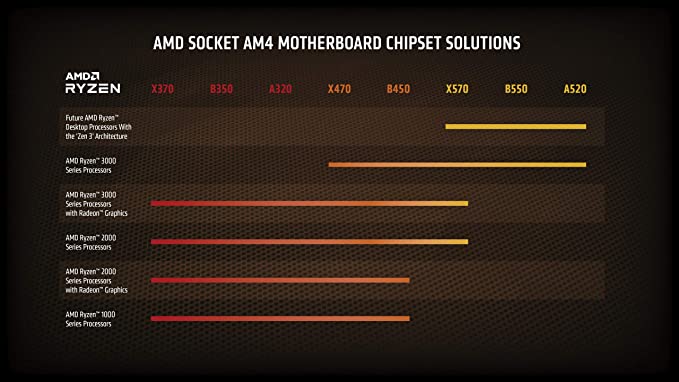 AMD SOCKET AM4 MOTHERBOARD CHIPSET SOLUTIONS
AMD
RYZEN
X370 B350 A320 X470 B450 X570 B550 A520
Future AMD Ryzen™
Desktop Processors With
the 'Zen 3' Architecture
AMD Ryzen™ 3000
Series Processors
AMD Ryzen™ 3000
Series Processors
with Radeon™ Graphics
AMD Ryzen™ 2000
Series Processors
AMD Ryzen™ 2000
Series Processors
with Radeon™ Graphics
AMD Ryzen™ 1000
Series Processors